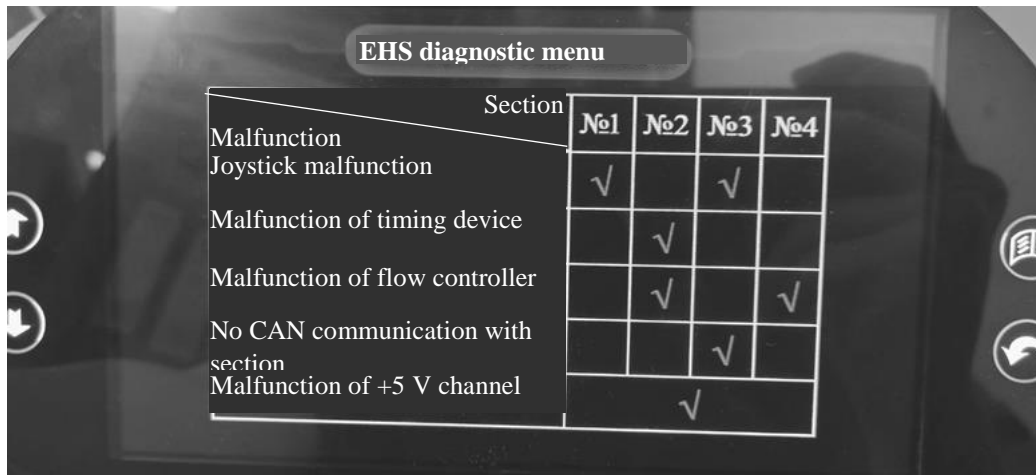 EHS diagnostic menu
Section
№1 №2 №3 №4
Malfunction
Joystick malfunction √ √
Malfunction of timing device √
Malfunction of flow controller √ √
No CAN communication with
section √
Malfunction of +5 V channel √